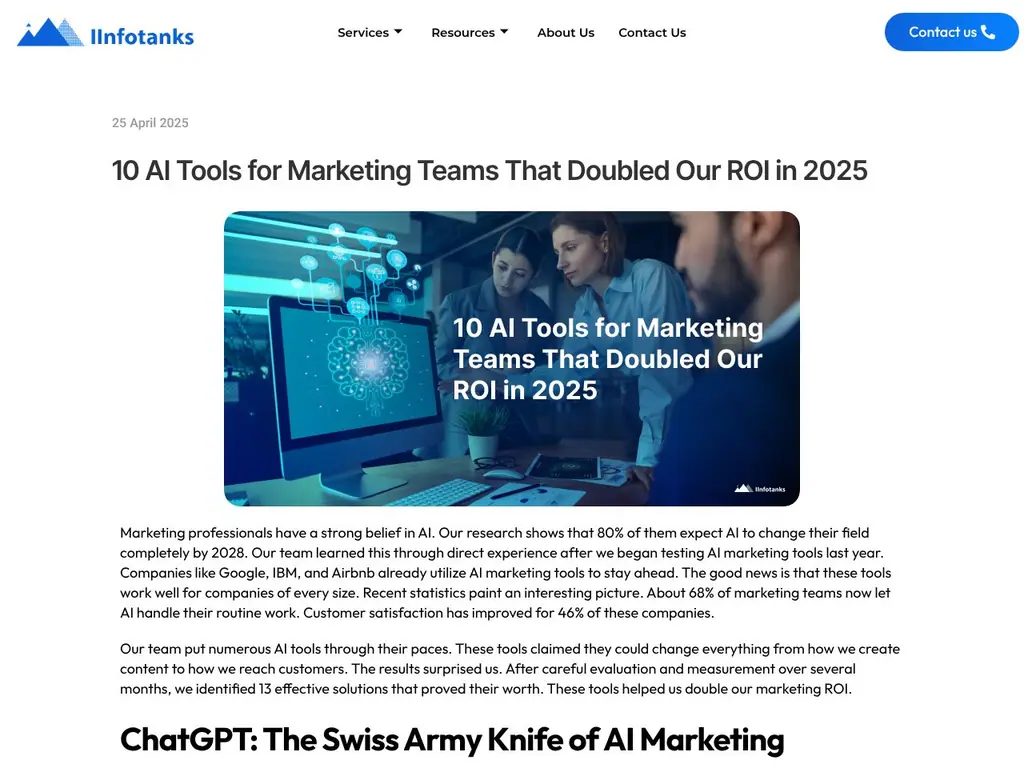 IInfotanks
Services
Resources
About Us
Contact Us
Contact us
25 April 2025
10 AI Tools for Marketing Teams That Doubled Our ROI in 2025
10 AI Tools for Marketing
Teams That Doubled Our
ROI in 2025
IInfotanks
Marketing professionals have a strong belief in AI. Our research shows that 80% of them expect AI to change their field
completely by 2028. Our team learned this through direct experience after we began testing AI marketing tools last year.
Companies like Google, IBM, and Airbnb already utilize AI marketing tools to stay ahead. The good news is that these tools
work well for companies of every size. Recent statistics paint an interesting picture. About 68% of marketing teams now let
AI handle their routine work. Customer satisfaction has improved for 46% of these companies.
Our team put numerous AI tools through their paces. These tools claimed they could change everything from how we create
content to how we reach customers. The results surprised us. After careful evaluation and measurement over several
months, we identified 13 effective solutions that proved their worth. These tools helped us double our marketing ROI.
ChatGPT: The Swiss Army Knife of AI Marketing